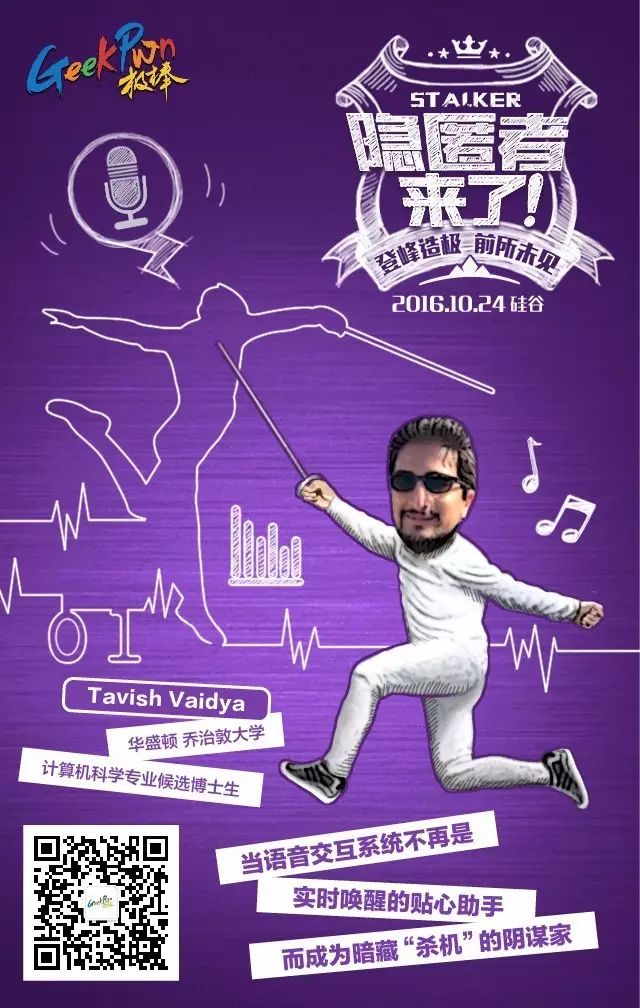 GeekPwn
极棒
STALKER
隐匿者
来了!
登峰造极 前所未见
2016.10.24 硅谷
Tavish Vaidya
华盛顿 乔治敦大学
计算机科学专业候选博士生
当语音交互系统不再是
实时唤醒的贴心助手
而成为暗藏“杀机”的阴谋家
GeekPwn